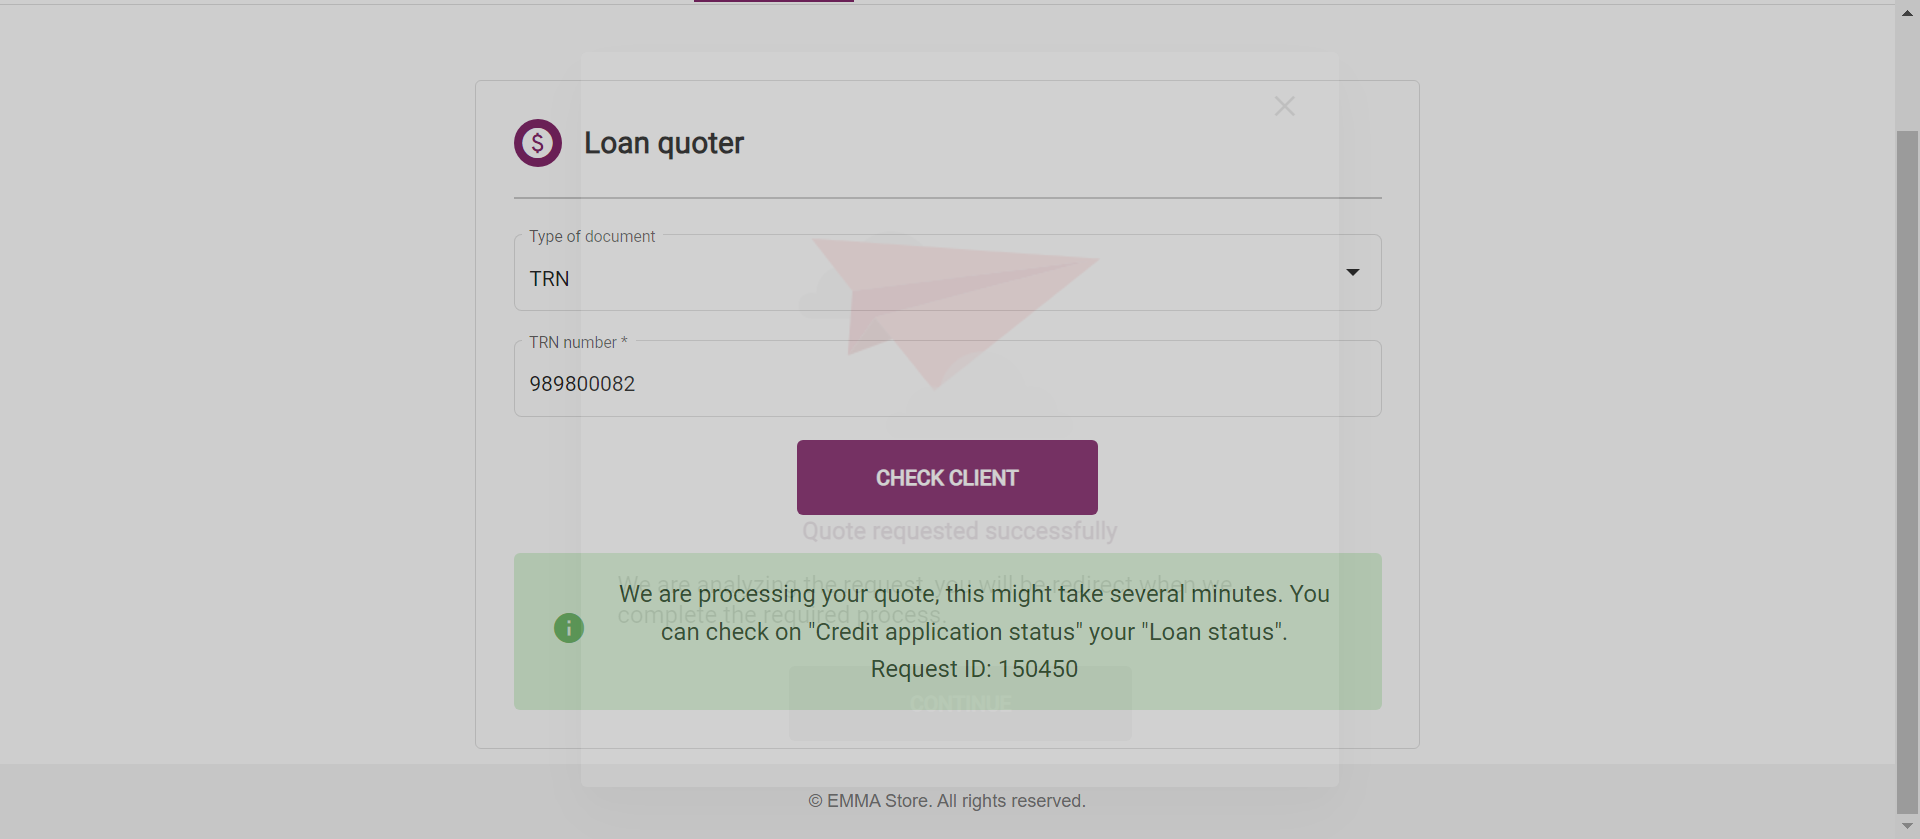 Loan quoter
Type of document
TRN
TRN number *
989800082
CHECK CLIENT
Quote requested successfully
We are analyzing the request, you will be redirect when we
complete the required process.
We are processing your quote, this might take several minutes. You
can check on "Credit application status" your "Loan status".
Request ID: 150450
CONTINUE
© EMMA Store. All rights reserved.